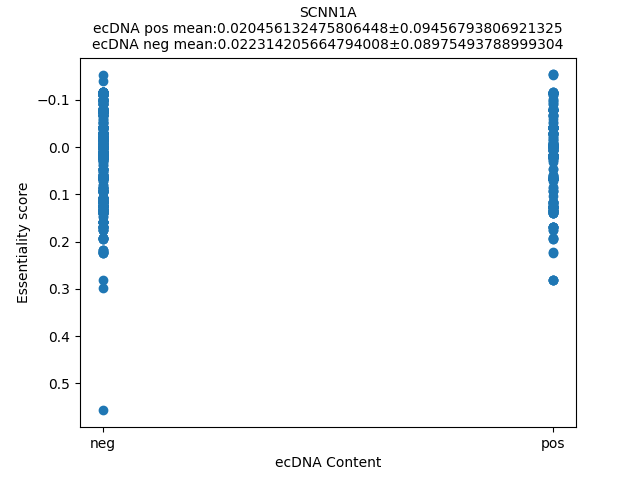 SCNN1A
ecDNA pos mean:0.020456132475806448±0.09456793806921325
ecDNA neg mean:0.022314205664794008±0.08975493788999304
−0.1
0.0
0.1
0.2
0.3
0.4
0.5
Essentiality score
neg
pos
ecDNA Content